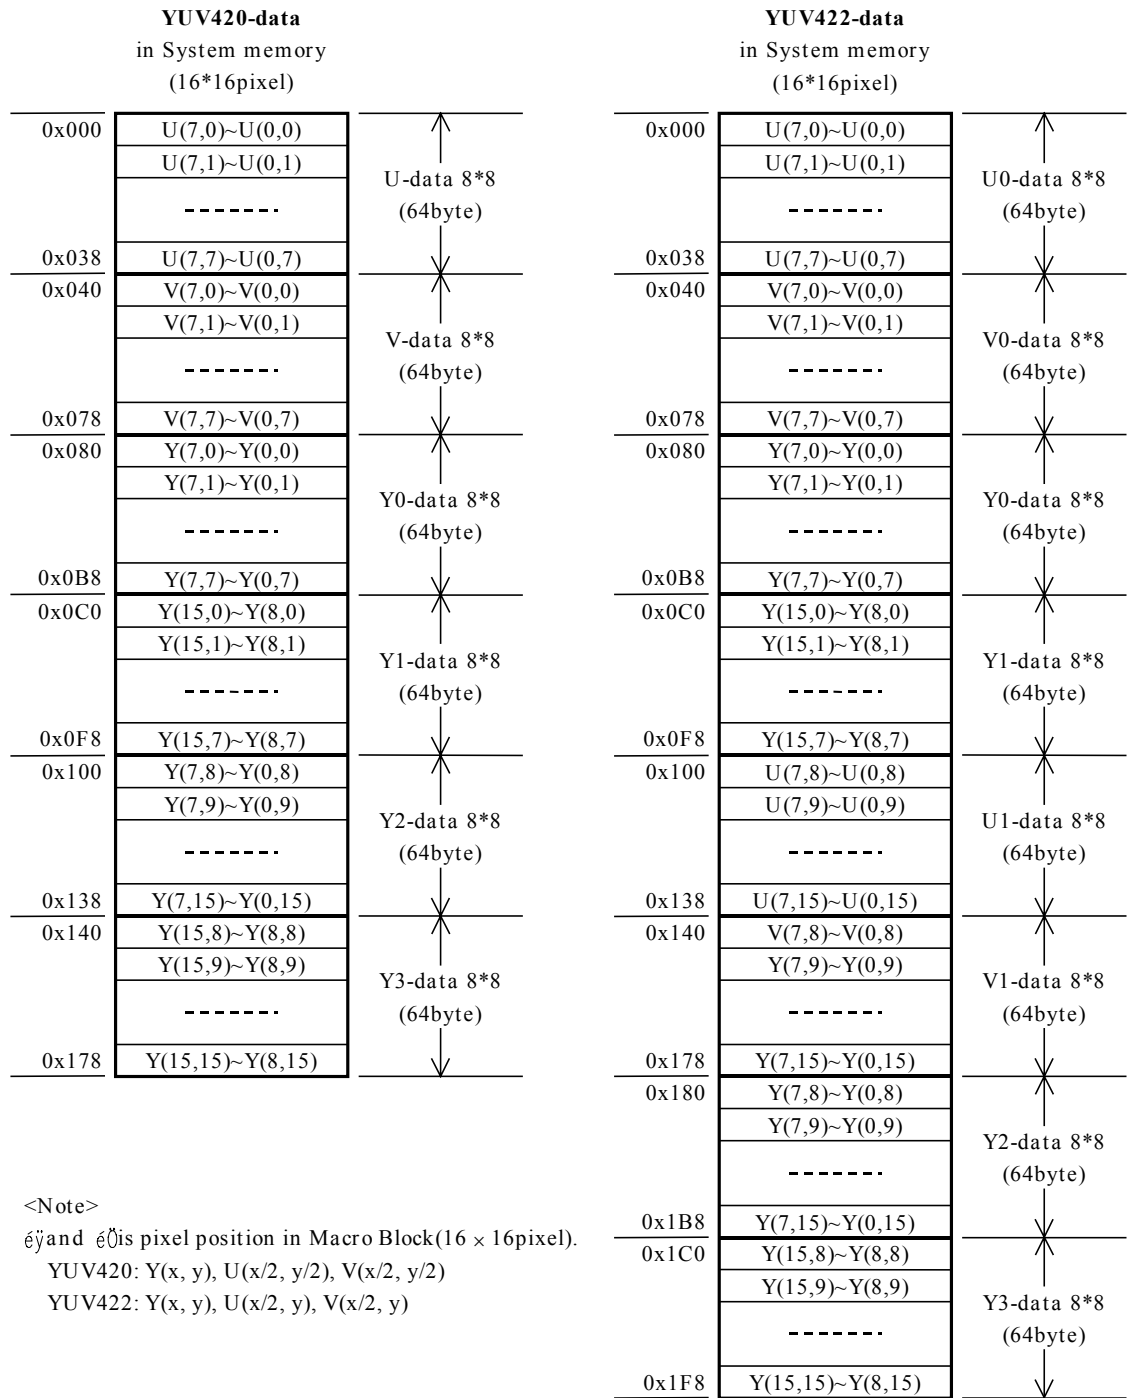 YUV420-data
in System memory
(16*16pixel)
0x000 U(7,0)~U(0,0)
U(7,1)~U(0,1)
U-data 8*8
(64byte)
-------
0x038 U(7,7)~U(0,7)
0x040 V(7,0)~V(0,0)
V(7,1)~V(0,1)
V-data 8*8
(64byte)
-------
0x078 V(7,7)~V(0,7)
0x080 Y(7,0)~Y(0,0)
Y(7,1)~Y(0,1)
Y0-data 8*8
(64byte)
-------
0x0B8 Y(7,7)~Y(0,7)
0x0C0 Y(15,0)~Y(8,0)
Y(15,1)~Y(8,1)
Y1-data 8*8
(64byte)
-------
0x0F8 Y(15,7)~Y(8,7)
0x100 Y(7,8)~Y(0,8)
Y(7,9)~Y(0,9)
Y2-data 8*8
(64byte)
-------
0x138 Y(7,15)~Y(0,15)
0x140 Y(15,8)~Y(8,8)
Y(15,9)~Y(8,9)
Y3-data 8*8
(64byte)
-------
0x178 Y(15,15)~Y(8,15)
YUV422-data
in System memory
(16*16pixel)
0x000 U(7,0)~U(0,0)
U(7,1)~U(0,1)
U0-data 8*8
(64byte)
-------
0x038 U(7,7)~U(0,7)
0x040 V(7,0)~V(0,0)
V(7,1)~V(0,1)
V0-data 8*8
(64byte)
-------
0x078 V(7,7)~V(0,7)
0x080 Y(7,0)~Y(0,0)
Y(7,1)~Y(0,1)
Y0-data 8*8
(64byte)
-------
0x0B8 Y(7,7)~Y(0,7)
0x0C0 Y(15,0)~Y(8,0)
Y(15,1)~Y(8,1)
Y1-data 8*8
(64byte)
-------
0x0F8 Y(15,7)~Y(8,7)
0x100 U(7,8)~U(0,8)
U(7,9)~U(0,9)
U1-data 8*8
(64byte)
-------
0x138 U(7,15)~U(0,15)
0x140 V(7,8)~V(0,8)
Y(7,9)~Y(0,9)
V1-data 8*8
(64byte)
-------
0x178 Y(7,15)~Y(0,15)
0x180 Y(7,8)~Y(0,8)
Y(7,9)~Y(0,9)
Y2-data 8*8
(64byte)
-------
0x1B8 Y(7,15)~Y(0,15)
0x1C0 Y(15,8)~Y(8,8)
Y(15,9)~Y(8,9)
Y3-data 8*8
(64byte)
-------
0x1F8 Y(15,15)~Y(8,15)
<Note>
and is pixel position in Macro Block(16 × 16pixel).
YUV420: Y(x, y), U(x/2, y/2), V(x/2, y/2)
YUV422: Y(x, y), U(x/2, y), V(x/2, y)